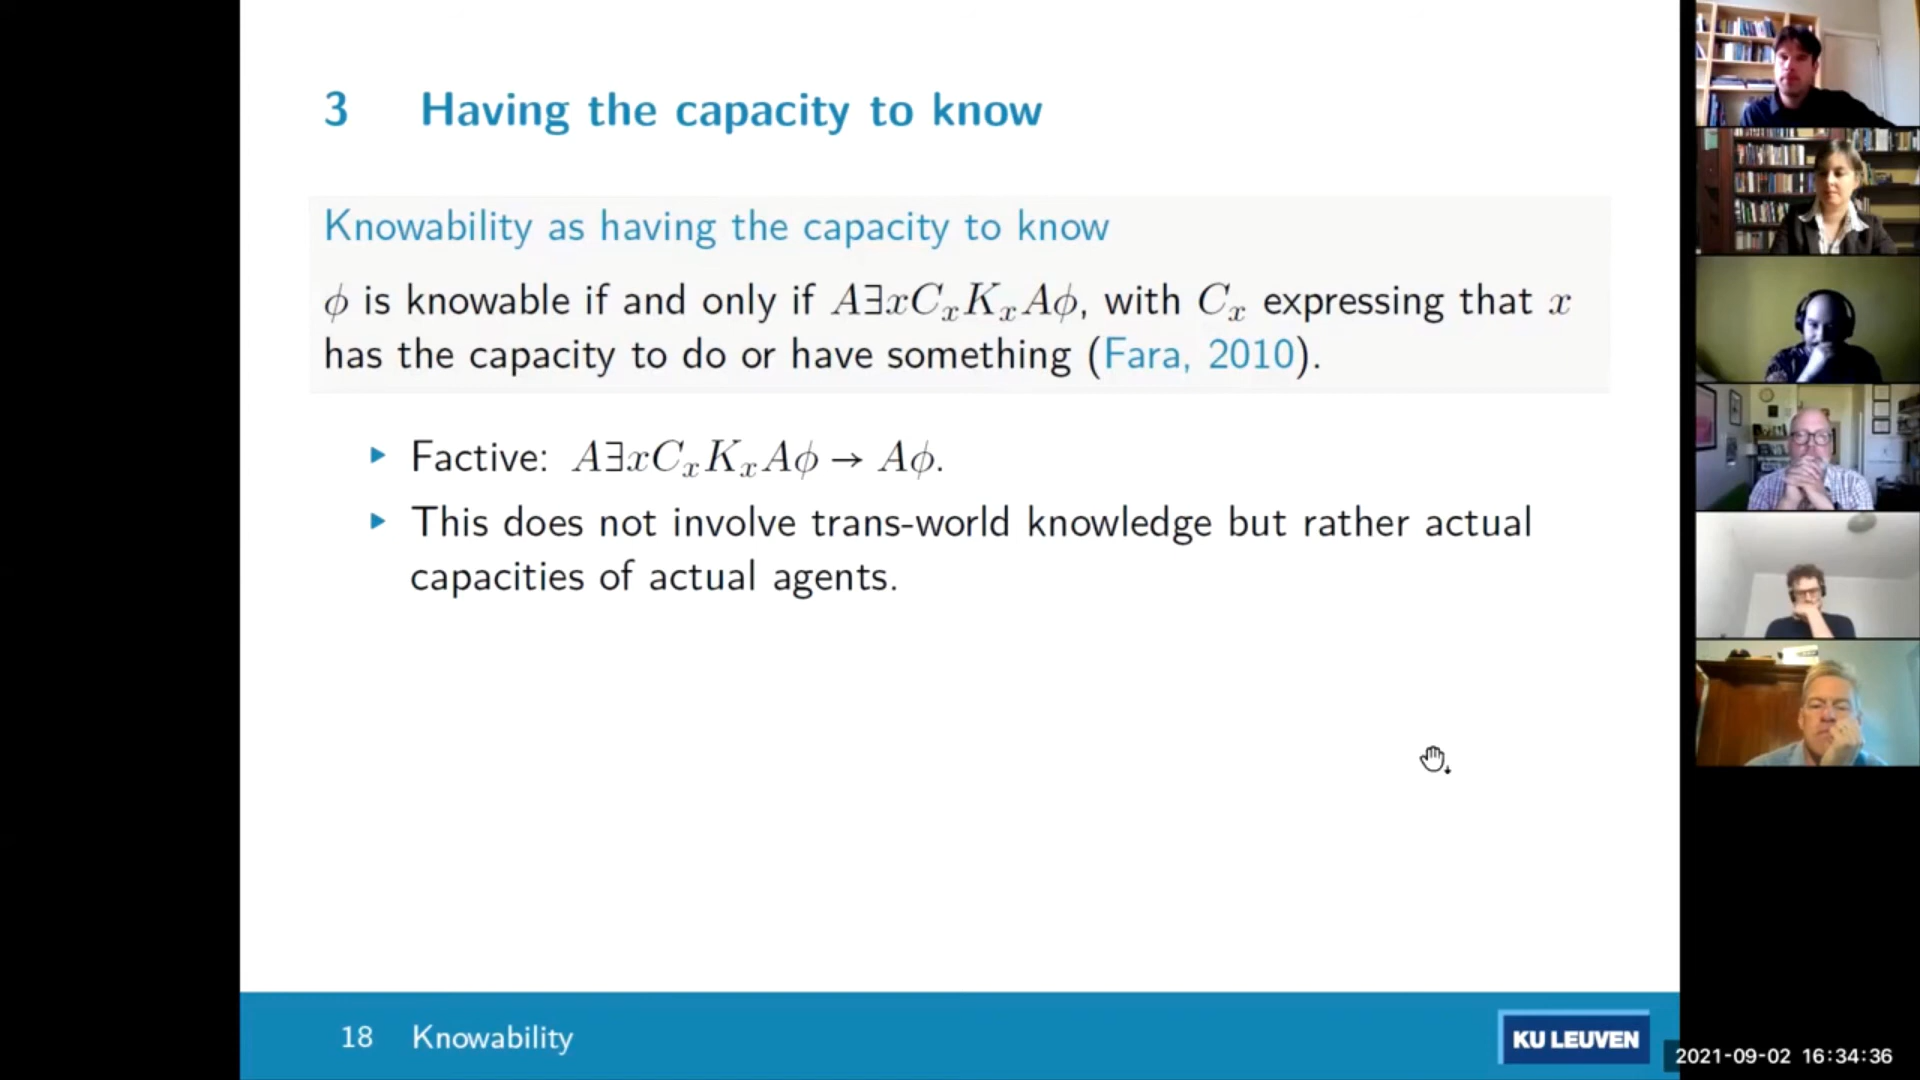 3 Having the capacity to know
Knowability as having the capacity to know
ϕ is knowable if and only if A∃xCₓKₓAϕ, with Cₓ expressing that x
has the capacity to do or have something (Fara, 2010).
▶ Factive: A∃xCₓKₓAϕ → Aϕ.
▶ This does not involve trans-world knowledge but rather actual
capacities of actual agents.
18 Knowability
KU LEUVEN
2021-09-02 16:34:36